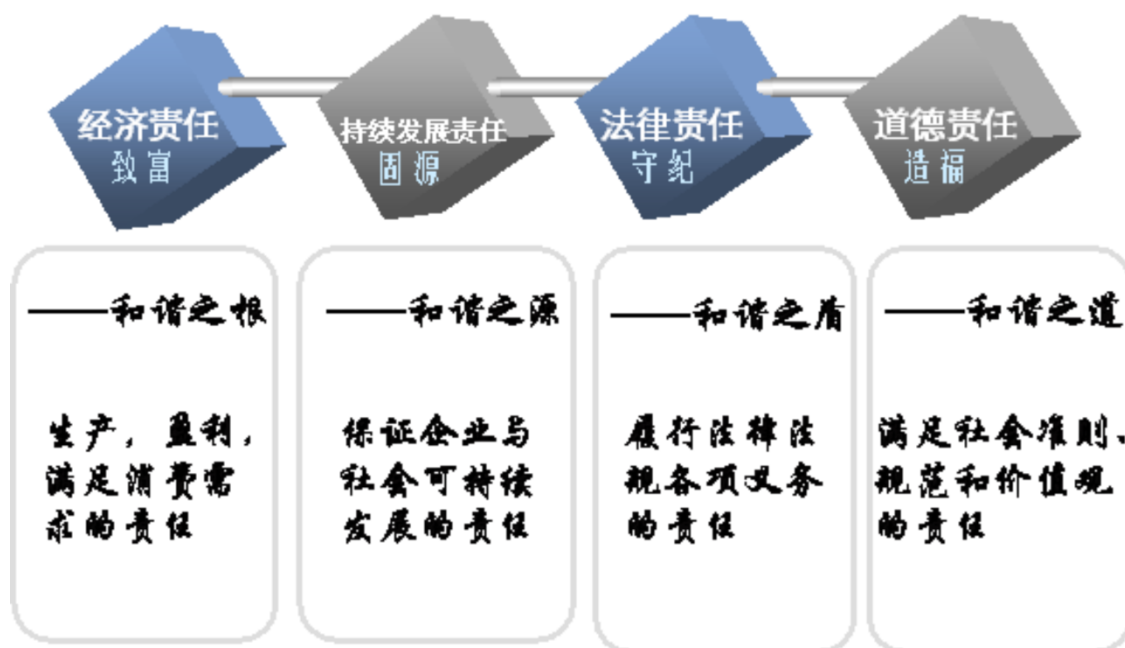 经济责任
致富
持续发展责任
固源
法律责任
守纪
道德责任
造福
——和谐之根
生产，盈利，
满足消费需
求的责任
——和谐之源
保证企业与
社会可持续
发展的责任
——和谐之盾
履行法律法
规各项义务
的责任
——和谐之道
满足社会准则、
规范和价值观
的责任